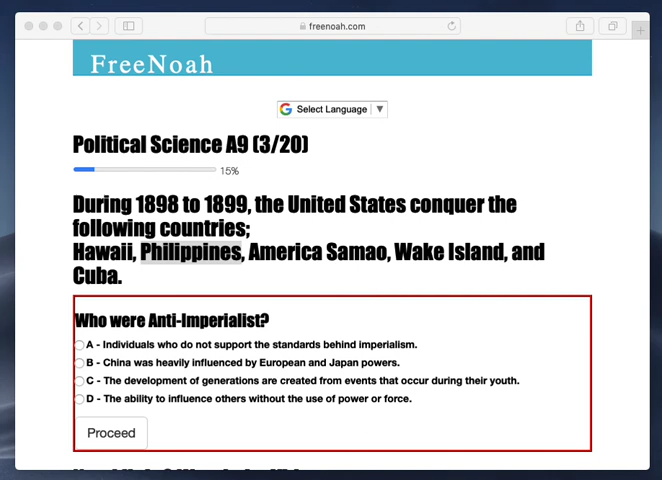 freenoah.com
FreeNoah
Select Language
Political Science A9 (3/20)
15%
During 1898 to 1899, the United States conquer the
following countries;
Hawaii, Philippines, America Samao, Wake Island, and
Cuba.
Who were Anti-Imperialist?
A - Individuals who do not support the standards behind imperialism.
B - China was heavily influenced by European and Japan powers.
C - The development of generations are created from events that occur during their youth.
D - The ability to influence others without the use of power or force.
Proceed